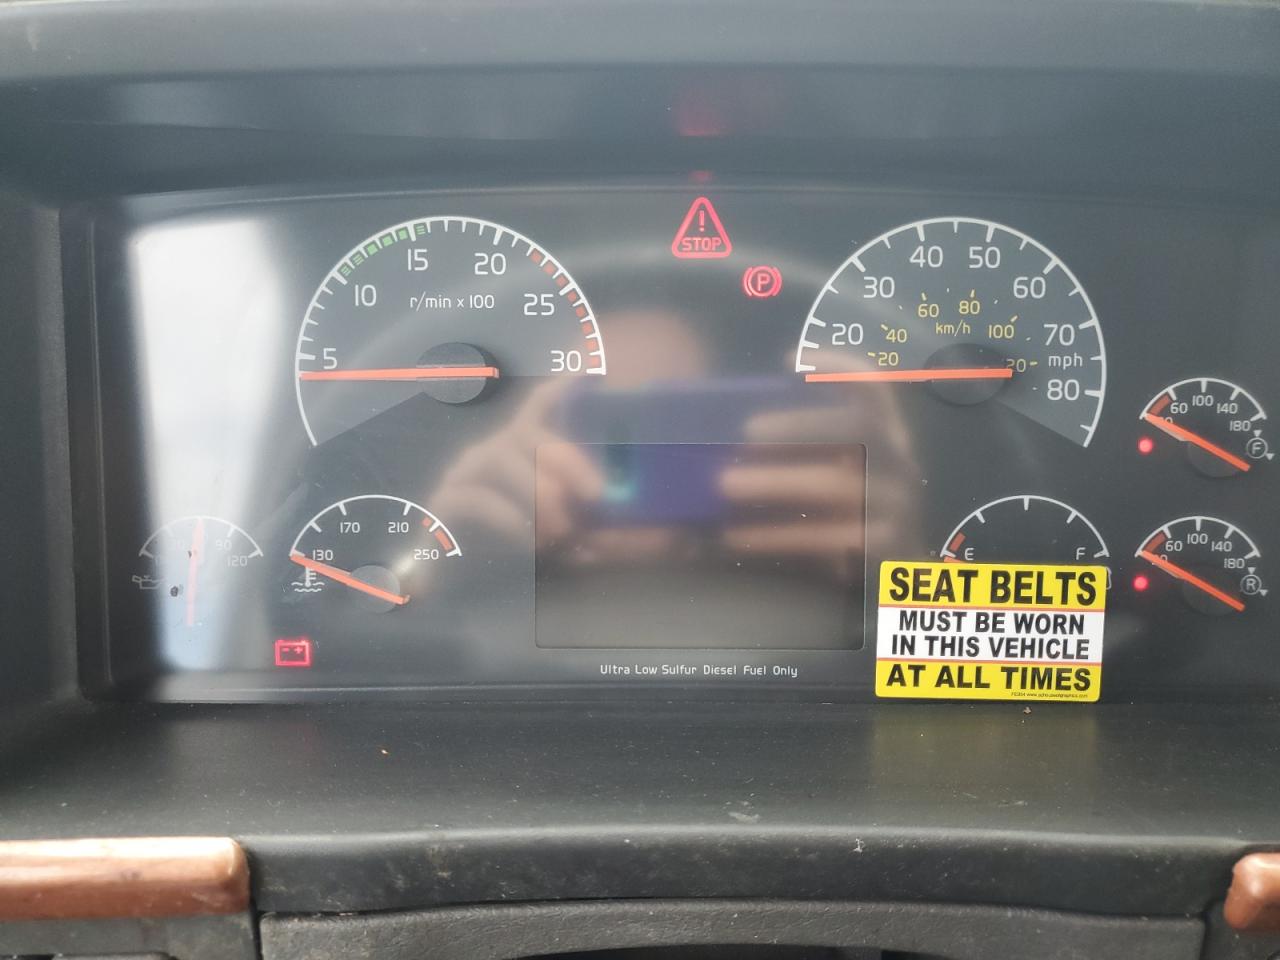 STOP
P
15
20
10
r/min x 100
25
5
30
40
50
30
60
60
80
40
km/h
100
20
70
20
mph
80
60
100
140
180
F
170
210
130
250
90
120
E
F
60
100
140
180
R
SEAT BELTS
MUST BE WORN
IN THIS VEHICLE
AT ALL TIMES
Ultra Low Sulfur Diesel Fuel Only